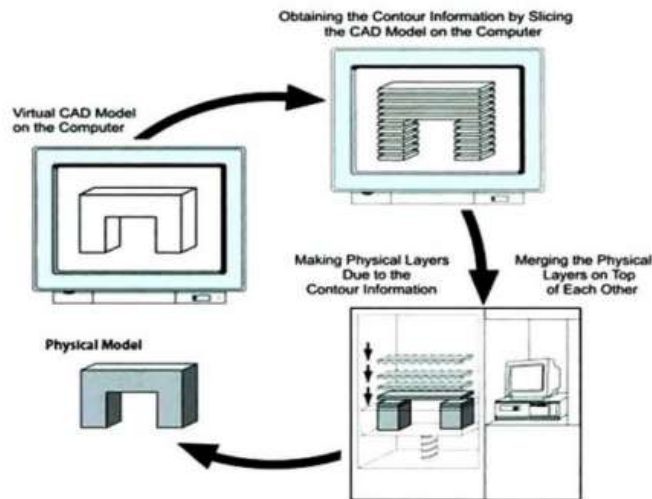 Obtaining the Contour Information by Slicing
the CAD Model on the Computer
Virtual CAD Model
on the Computer
Making Physical Layers
Due to the
Contour Information
Merging the Physical
Layers on Top
of Each Other
Physical Model